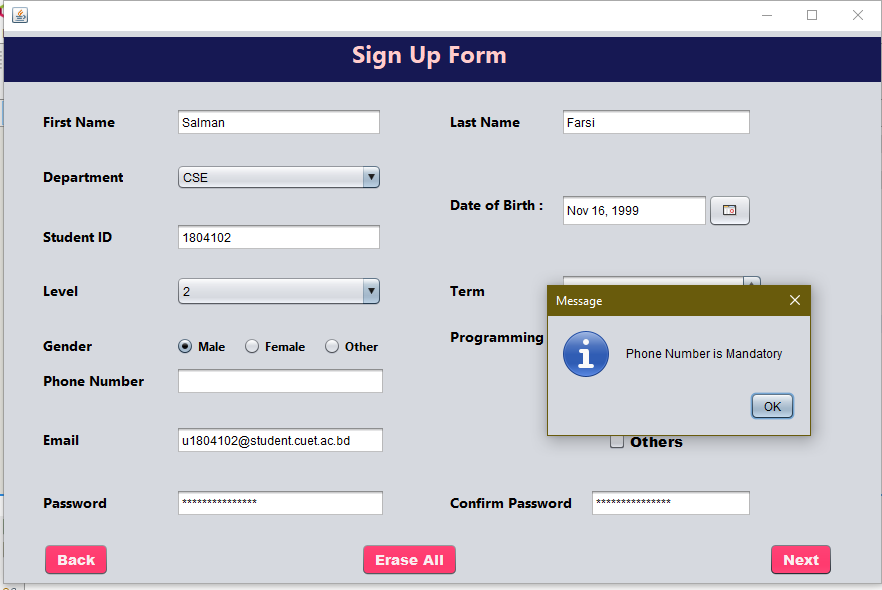 Sign Up Form
First Name
Salman
Last Name
Farsi
Department
CSE
Date of Birth :
Nov 16, 1999
Student ID
1804102
Level
2
Term
Message
Gender
Male
Female
Other
Programming
Phone Number is Mandatory
Phone Number
OK
Email
u1804102@student.cuet.ac.bd
Others
Password
***************
Confirm Password
***************
Back
Erase All
Next